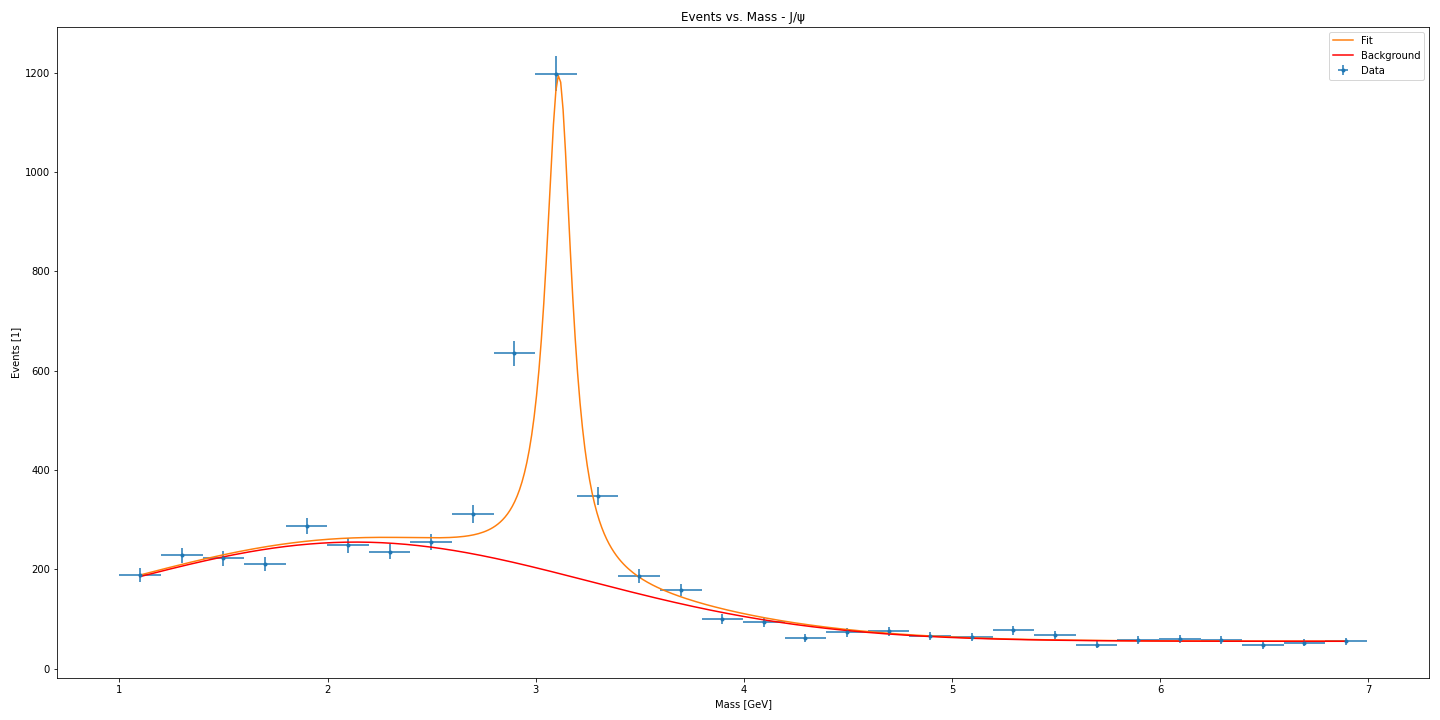 Events vs. Mass - J/ψ
Fit
Background
Data
1200
1000
800
600
400
200
0
Events [1]
1 2 3 4 5 6 7
Mass [GeV]